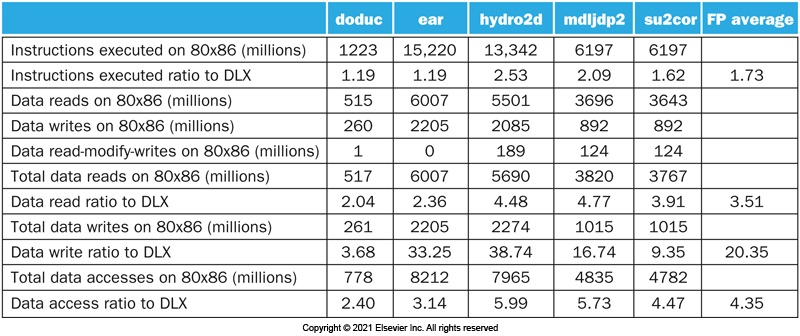 doduc ear hydro2d mdljdp2 su2cor FP average
Instructions executed on 80x86 (millions) 1223 15,220 13,342 6197 6197
Instructions executed ratio to DLX 1.19 1.19 2.53 2.09 1.62 1.73
Data reads on 80x86 (millions) 515 6007 5501 3696 3643
Data writes on 80x86 (millions) 260 2205 2085 892 892
Data read-modify-writes on 80x86 (millions) 1 0 189 124 124
Total data reads on 80x86 (millions) 517 6007 5690 3820 3767
Data read ratio to DLX 2.04 2.36 4.48 4.77 3.91 3.51
Total data writes on 80x86 (millions) 261 2205 2274 1015 1015
Data write ratio to DLX 3.68 33.25 38.74 16.74 9.35 20.35
Total data accesses on 80x86 (millions) 778 8212 7965 4835 4782
Data access ratio to DLX 2.40 3.14 5.99 5.73 4.47 4.35
Copyright © 2021 Elsevier Inc. All rights reserved